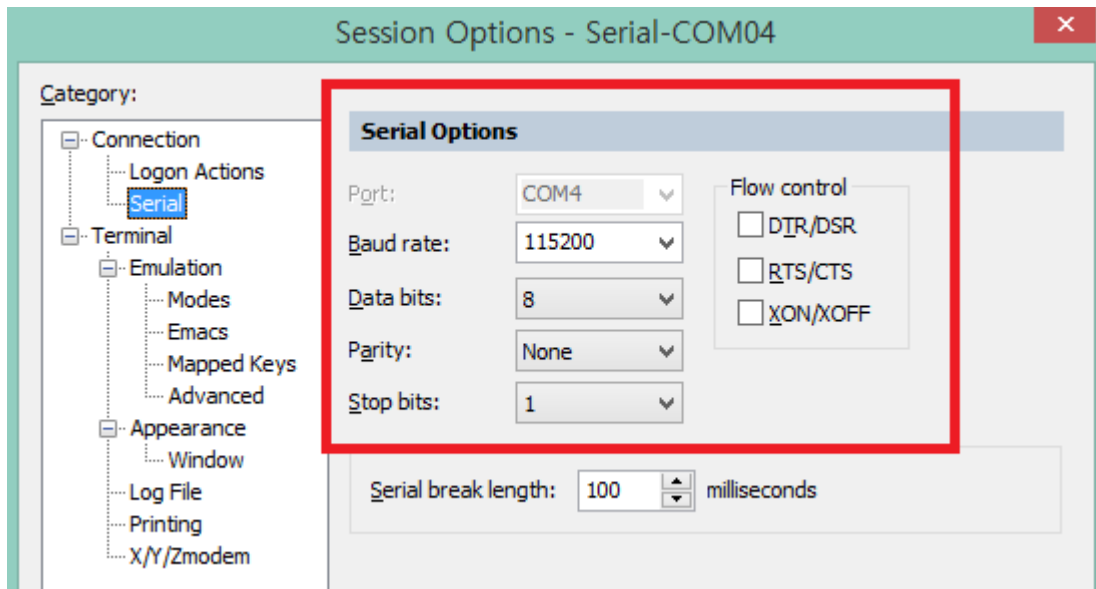 Session Options - Serial-COM04
Category:
Connection
Logon Actions
Serial
Terminal
Emulation
Modes
Emacs
Mapped Keys
Advanced
Appearance
Window
Log File
Printing
X/Y/Zmodem
Serial Options
Port: COM4
Baud rate: 115200
Data bits: 8
Parity: None
Stop bits: 1
Flow control
DTR/DSR
RTS/CTS
XON/XOFF
Serial break length: 100 milliseconds